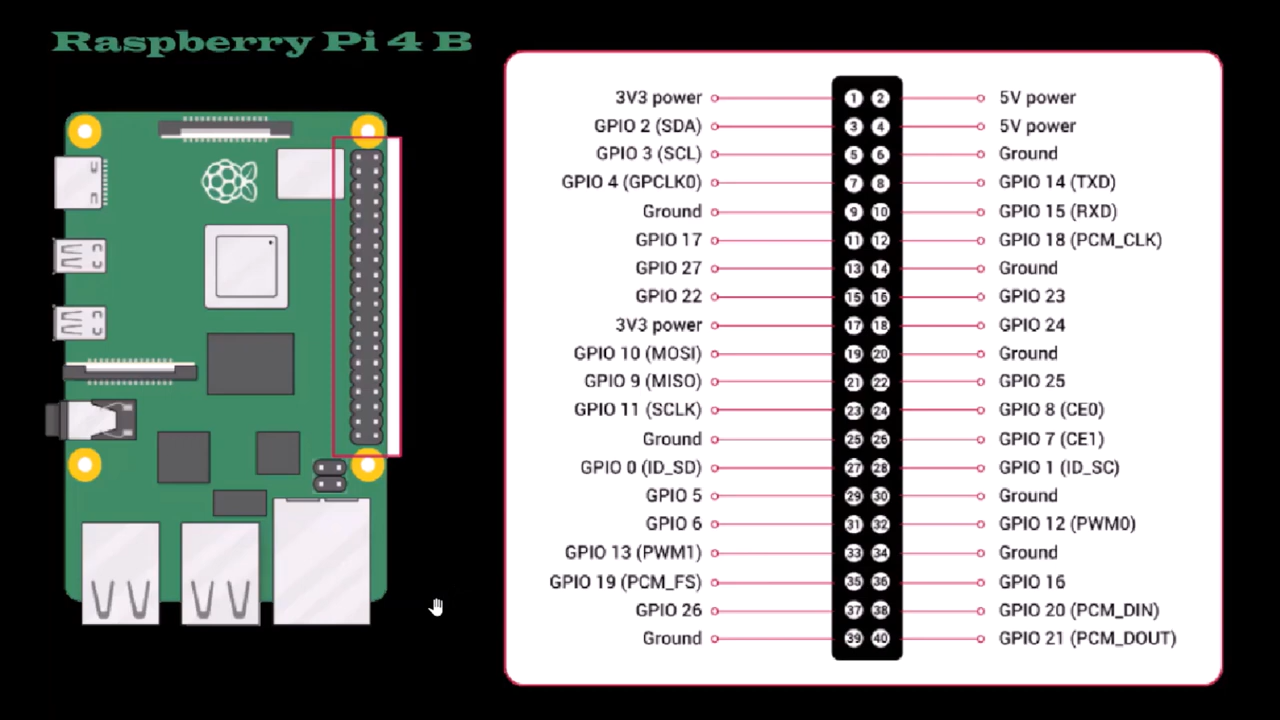 Raspberry Pi 4 B
3V3 power 1 2 5V power
GPIO 2 (SDA) 3 4 5V power
GPIO 3 (SCL) 5 6 Ground
GPIO 4 (GPCLK0) 7 8 GPIO 14 (TXD)
Ground 9 10 GPIO 15 (RXD)
GPIO 17 11 12 GPIO 18 (PCM_CLK)
GPIO 27 13 14 Ground
GPIO 22 15 16 GPIO 23
3V3 power 17 18 GPIO 24
GPIO 10 (MOSI) 19 20 Ground
GPIO 9 (MISO) 21 22 GPIO 25
GPIO 11 (SCLK) 23 24 GPIO 8 (CE0)
Ground 25 26 GPIO 7 (CE1)
GPIO 0 (ID_SD) 27 28 GPIO 1 (ID_SC)
GPIO 5 29 30 Ground
GPIO 6 31 32 GPIO 12 (PWM0)
GPIO 13 (PWM1) 33 34 Ground
GPIO 19 (PCM_FS) 35 36 GPIO 16
GPIO 26 37 38 GPIO 20 (PCM_DIN)
Ground 39 40 GPIO 21 (PCM_DOUT)